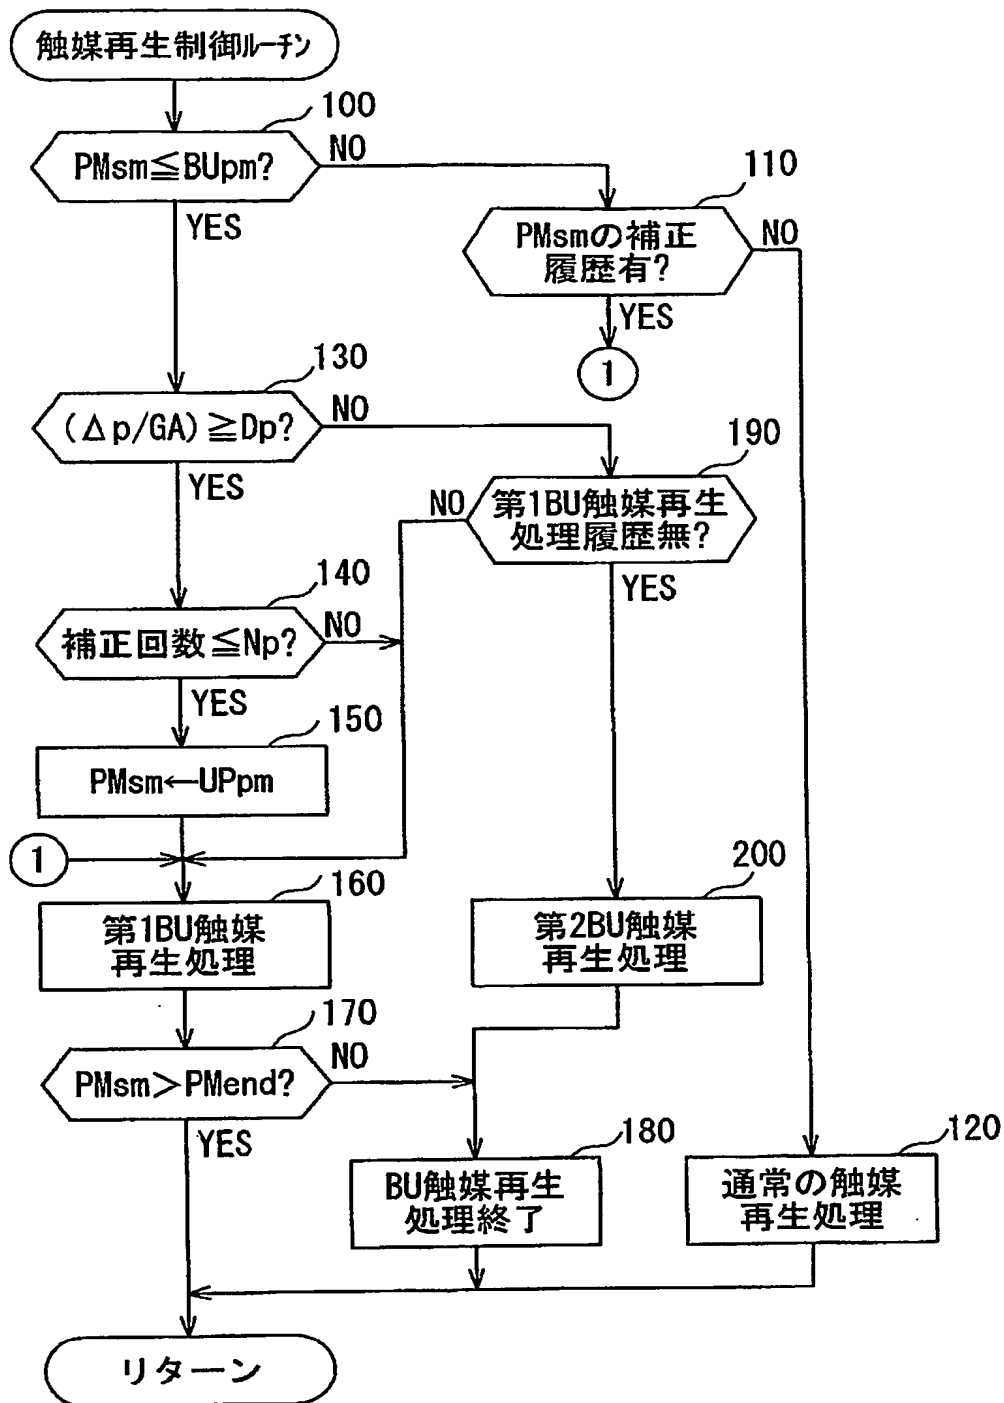 触媒再生制御ルーチン
100
PMsm≦BUpm?
NO
YES
110
PMsmの補正
履歴有?
NO
YES
1
130
(Δp/GA)≧Dp?
NO
YES
190
第1BU触媒再生
処理履歴無?
NO
YES
140
補正回数≦Np?
NO
YES
150
PMsm←UPpm
1
160
第1BU触媒
再生処理
200
第2BU触媒
再生処理
170
PMsm>PMend?
NO
YES
180
BU触媒再生
処理終了
120
通常の触媒
再生処理
リターン